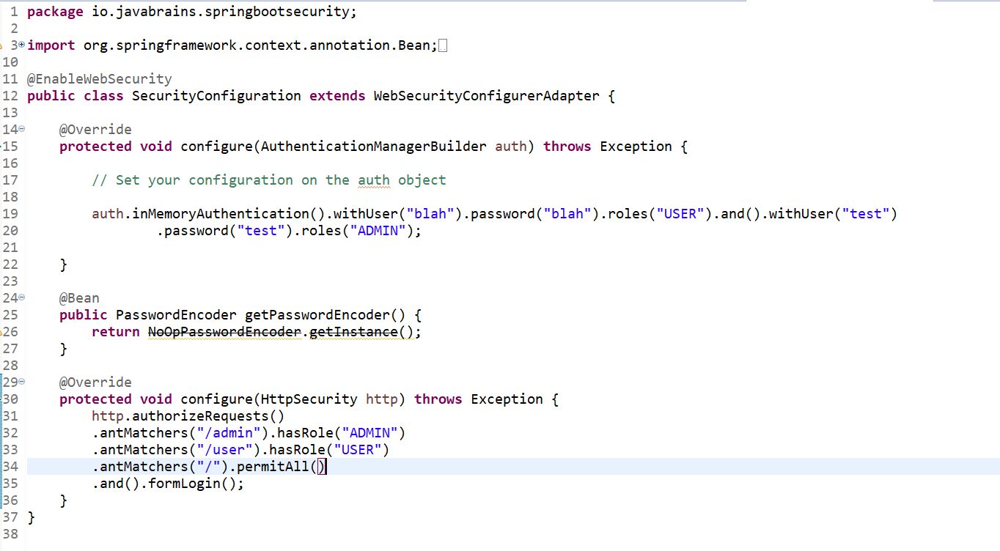 1 package io.javabrains.springbootsecurity;
2
3 import org.springframework.context.annotation.Bean;
10
11 @EnableWebSecurity
12 public class SecurityConfiguration extends WebSecurityConfigurerAdapter {
13
14 @Override
15 protected void configure(AuthenticationManagerBuilder auth) throws Exception {
16
17 // Set your configuration on the auth object
18
19 auth.inMemoryAuthentication().withUser("blah").password("blah").roles("USER").and().withUser("test")
20 .password("test").roles("ADMIN");
21
22 }
23
24 @Bean
25 public PasswordEncoder getPasswordEncoder() {
26 return NoOpPasswordEncoder.getInstance();
27 }
28
29 @Override
30 protected void configure(HttpSecurity http) throws Exception {
31 http.authorizeRequests()
32 .antMatchers("/admin").hasRole("ADMIN")
33 .antMatchers("/user").hasRole("USER")
34 .antMatchers("/").permitAll()
35 .and().formLogin();
36 }
37 }
38